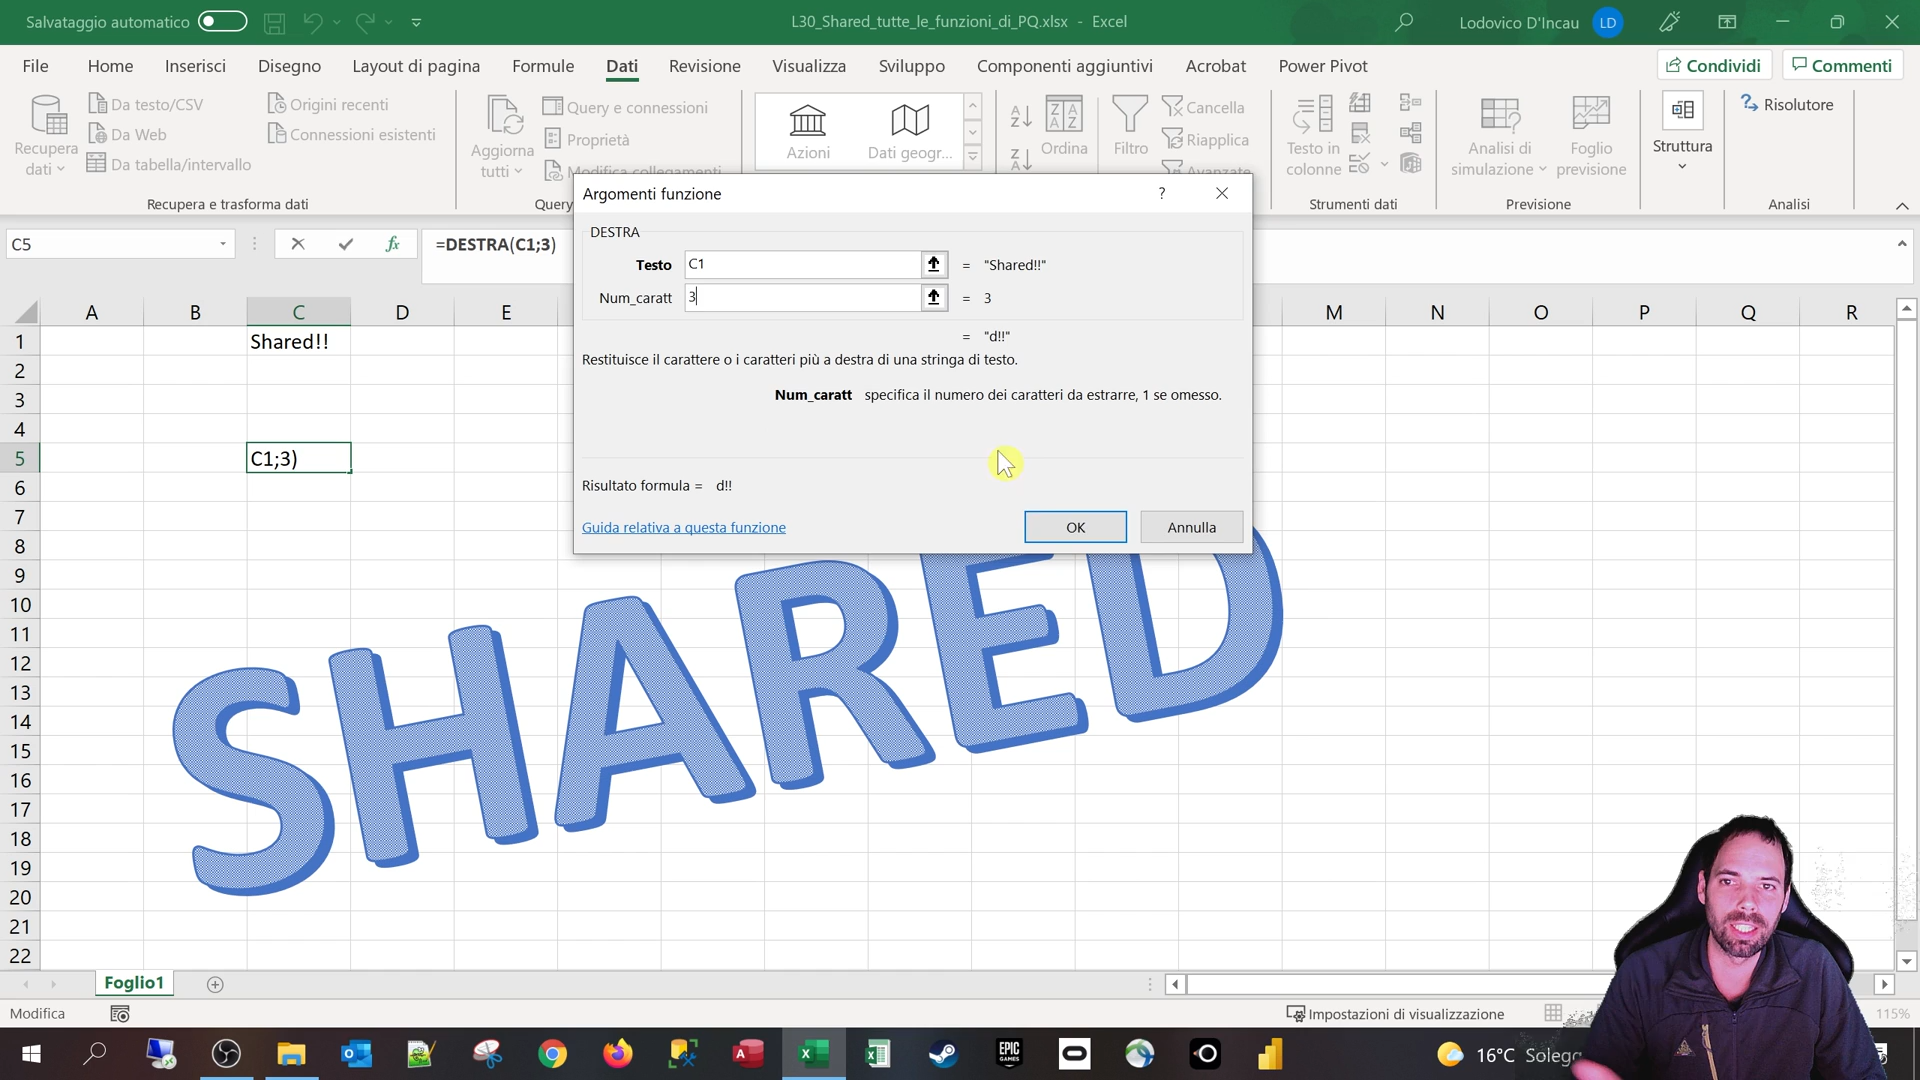 Salvataggio automatico
L30_Shared_tutte_le_funzioni_di_PQ.xlsx - Excel
Lodovico D'Incau LD
File Home Inserisci Disegno Layout di pagina Formule Dati Revisione Visualizza Sviluppo Componenti aggiuntivi Acrobat Power Pivot
Condividi Commenti
Recupera dati
Da testo/CSV
Da Web
Da tabella/intervallo
Origini recenti
Connessioni esistenti
Recupera e trasforma dati
Aggiorna tutti
Query e connessioni
Proprietà
Modifica collegamenti
Query
Azioni
Dati geogr...
Ordina
Filtro
Cancella
Riapplica
Avanzate
Testo in colonne
Strumenti dati
Analisi di simulazione
Foglio previsione
Previsione
Struttura
Risolutore
Analisi
C5
fx
=DESTRA(C1;3)
Argomenti funzione
?
DESTRA
Testo C1 = "Shared!!"
Num_caratt 3 = 3
= "d!!"
Restituisce il carattere o i caratteri più a destra di una stringa di testo.
Num_caratt specifica il numero dei caratteri da estrarre, 1 se omesso.
Risultato formula = d!!
Guida relativa a questa funzione
OK Annulla
A B C D E M N O P Q R
1 Shared!!
2
3
4
5 C1;3)
6
7
8
9
10
11
12
13
14
15
16
17
18
19
20
21
22
SHARED
Foglio1
Modifica
Impostazioni di visualizzazione
115%
EPIC GAMES
16°C